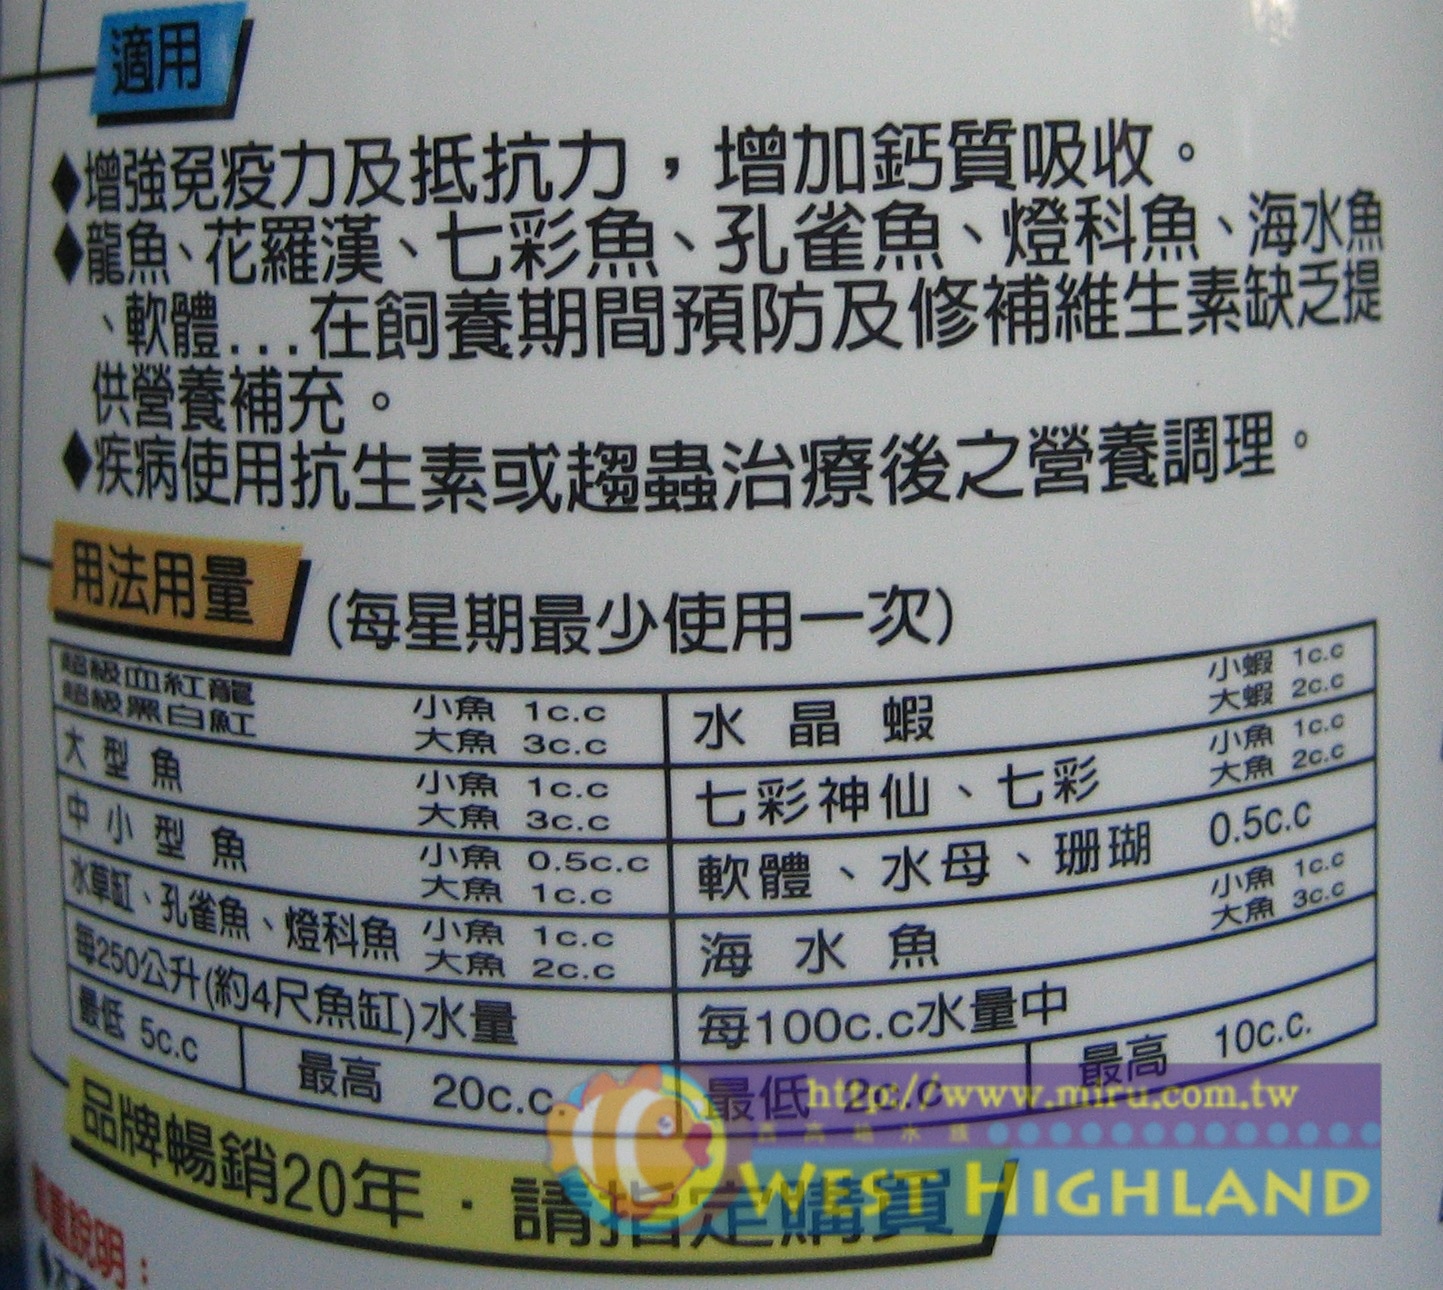 適用
◆增強免疫力及抵抗力，增加鈣質吸收。
◆龍魚、花羅漢、七彩魚、孔雀魚、燈科魚、海水魚
、軟體...在飼養期間預防及修補維生素缺乏提
供營養補充。
◆疾病使用抗生素或趨蟲治療後之營養調理。
用法用量 (每星期最少使用一次)
超級血紅龍
超級黑白魟
小魚 1c.c
大魚 3c.c
水晶蝦
小蝦 1c.c
大蝦 2c.c
大型魚
小魚 1c.c
大魚 3c.c
七彩神仙、七彩
小魚 1c.c
大魚 2c.c
中小型魚
小魚 0.5c.c
大魚 1c.c
軟體、水母、珊瑚 0.5c.c
水草缸、孔雀魚、燈科魚
小魚 1c.c
大魚 2c.c
海水魚
小魚 1c.c
大魚 3c.c
每250公升(約4尺魚缸)水量
每100c.c水量中
最低 5c.c 最高 20c.c
最低 2c.c 最高 10c.c.
品牌暢銷20年·請指定購買
http://www.miru.com.tw
西高地水族
WEST HIGHLAND
說明：